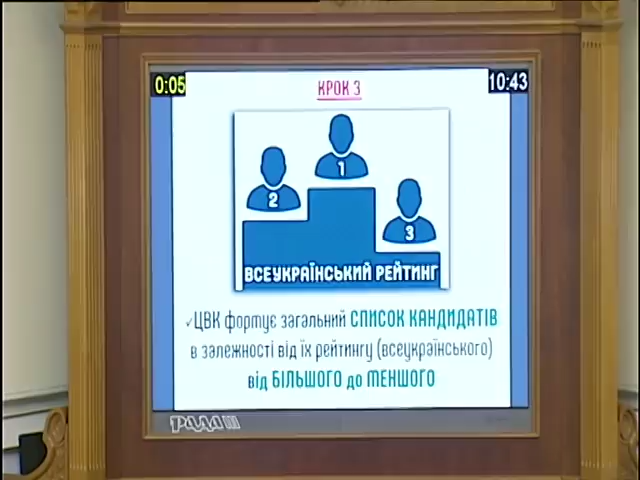 0:05
КРОК 3
10:43
1
2
3
ВСЕУКРАЇНСЬКИЙ РЕЙТИНГ
✓ЦВК формує загальний СПИСОК КАНДИДАТІВ
в залежності від їх рейтингу (всеукраїнського)
від БІЛЬШОГО до МЕНШОГО
РАДА